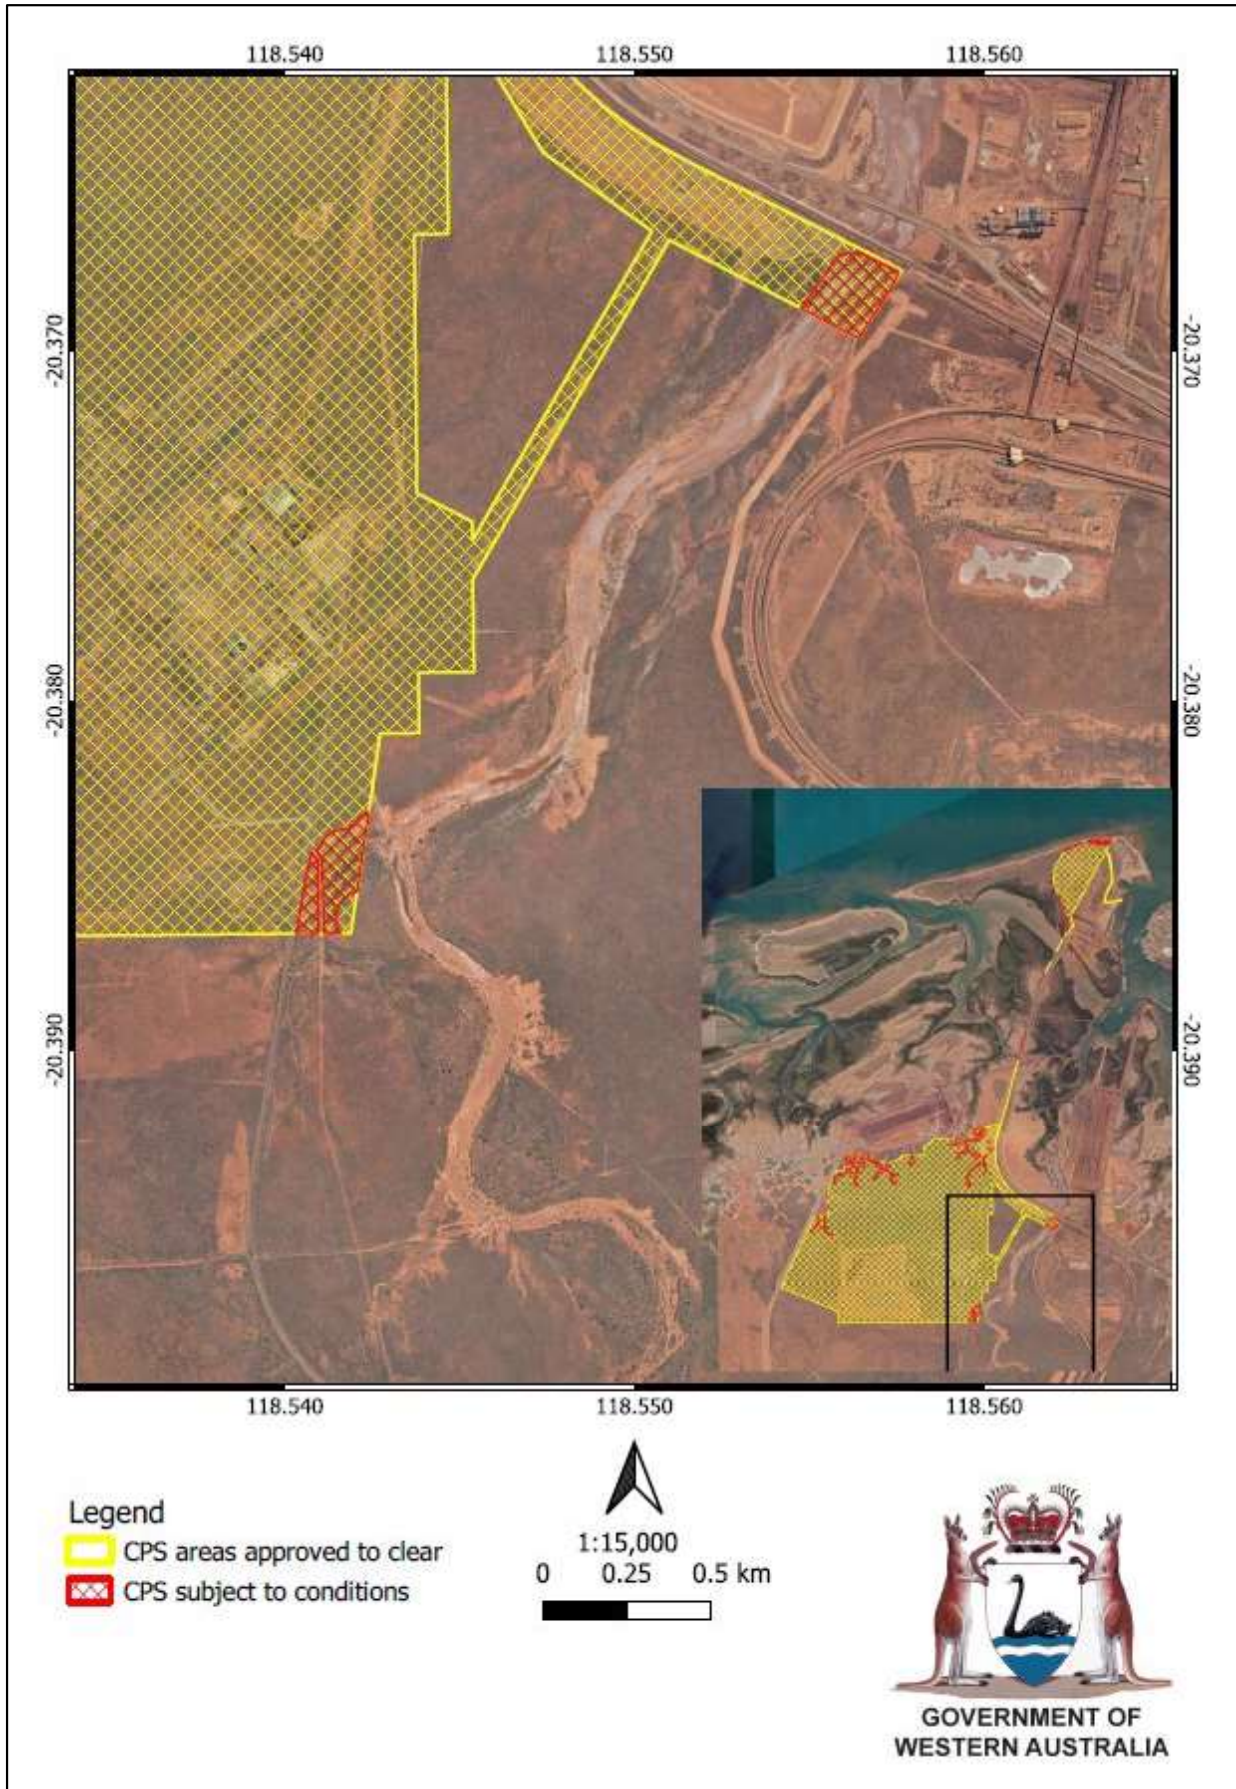 118.540 118.550 118.560
-20.370 -20.370
-20.380 -20.380
-20.390 -20.390
118.540 118.550 118.560
Legend
CPS areas approved to clear
CPS subject to conditions
1:15,000
0 0.25 0.5 km
GOVERNMENT OF
WESTERN AUSTRALIA